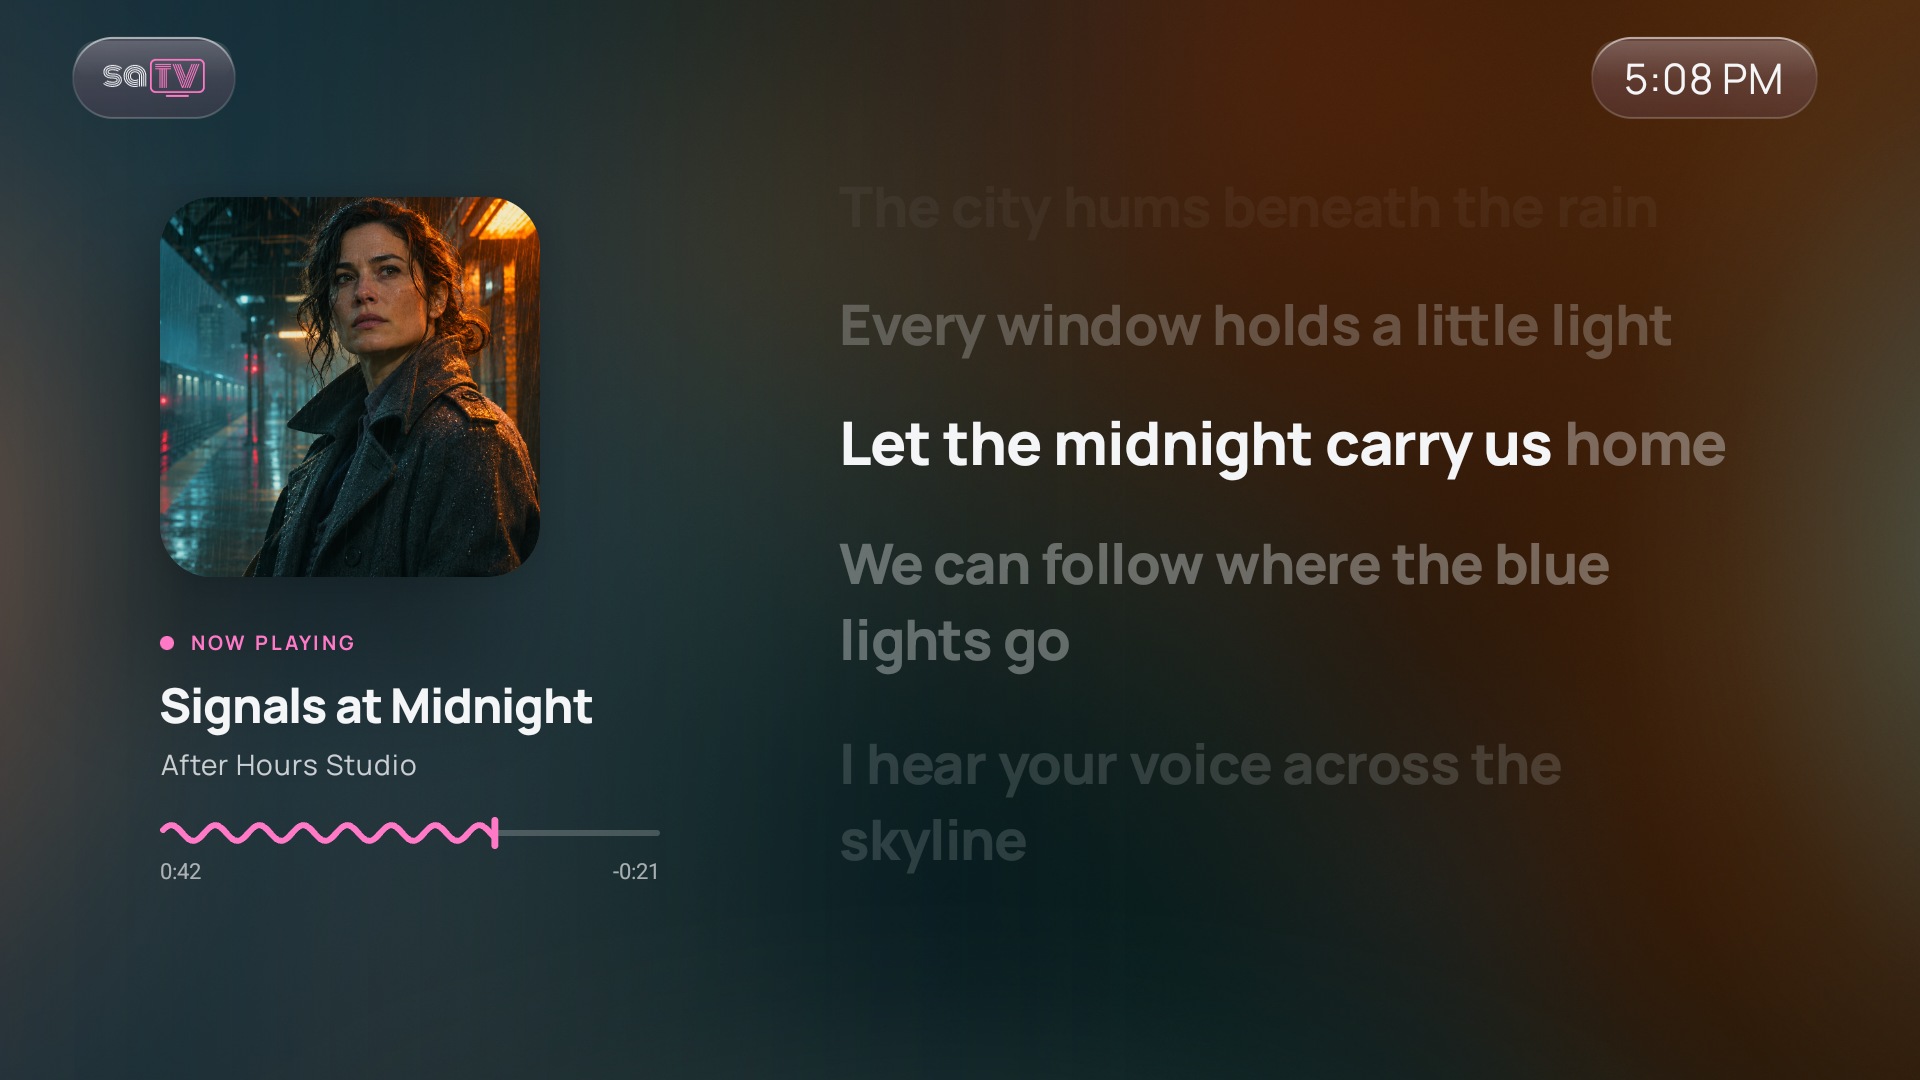 saTV
5:08 PM
NOW PLAYING
Signals at Midnight
After Hours Studio
0:42
-0:21
The city hums beneath the rain
Every window holds a little light
Let the midnight carry us home
We can follow where the blue
lights go
I hear your voice across the
skyline